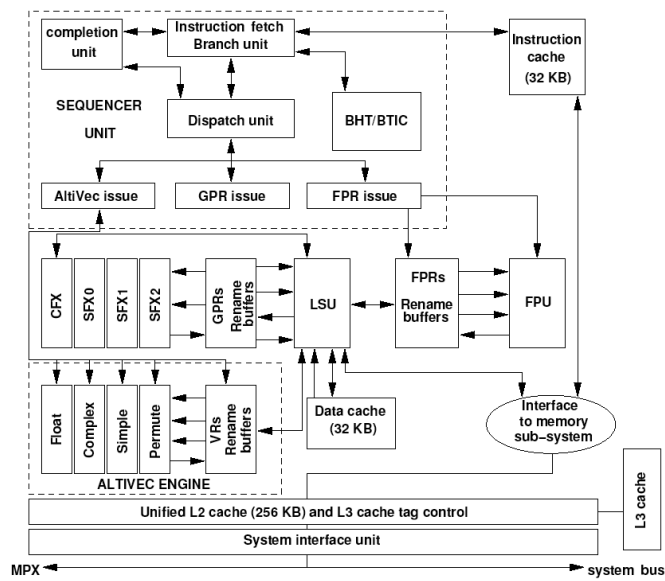 completion
unit
Instruction fetch
Branch unit
Instruction
cache
(32 KB)
SEQUENCER
UNIT
Dispatch unit
BHT/BTIC
AltiVec issue
GPR issue
FPR issue
CFX
SFX0
SFX1
SFX2
GPRs
Rename
buffers
LSU
FPRs
Rename
buffers
FPU
Float
Complex
Simple
Permute
VRs
Rename
buffers
Data cache
(32 KB)
Interface
to memory
sub-system
ALTIVEC ENGINE
Unified L2 cache (256 KB) and L3 cache tag control
L3 cache
System interface unit
MPX
system bus